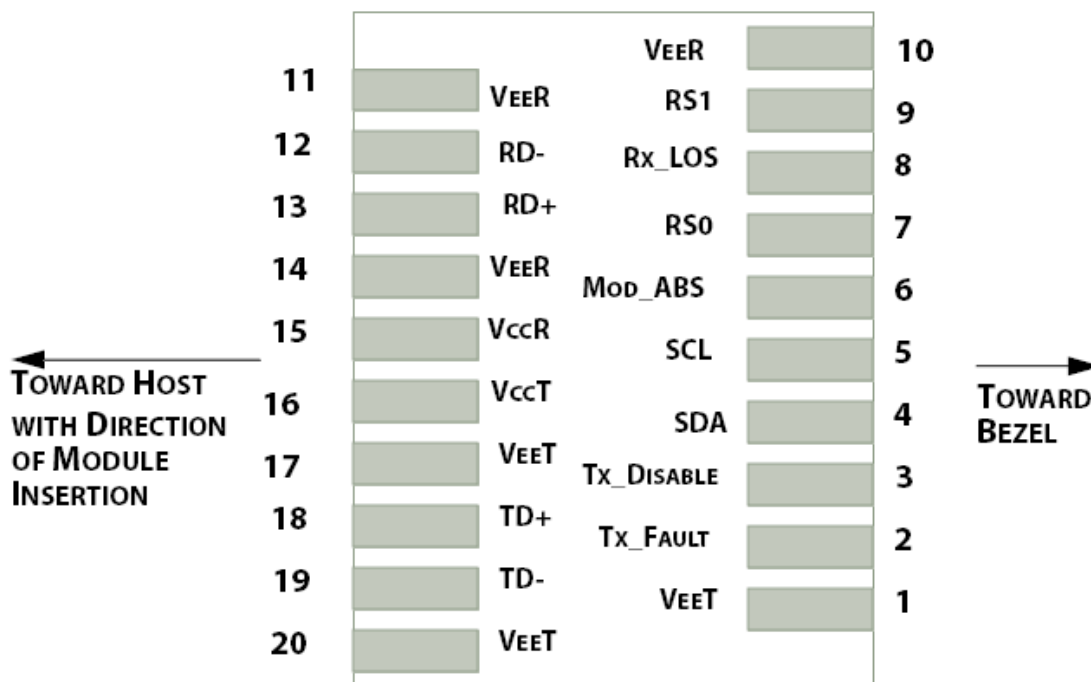 11 VEER
12 RD-
13 RD+
14 VEER
15 VCCR
16 VCCT
17 VEET
18 TD+
19 TD-
20 VEET
VEER 10
RS1 9
RX_LOS 8
RS0 7
MOD_ABS 6
SCL 5
SDA 4
TX_DISABLE 3
TX_FAULT 2
VEET 1
TOWARD HOST
WITH DIRECTION
OF MODULE
INSERTION
TOWARD
BEZEL